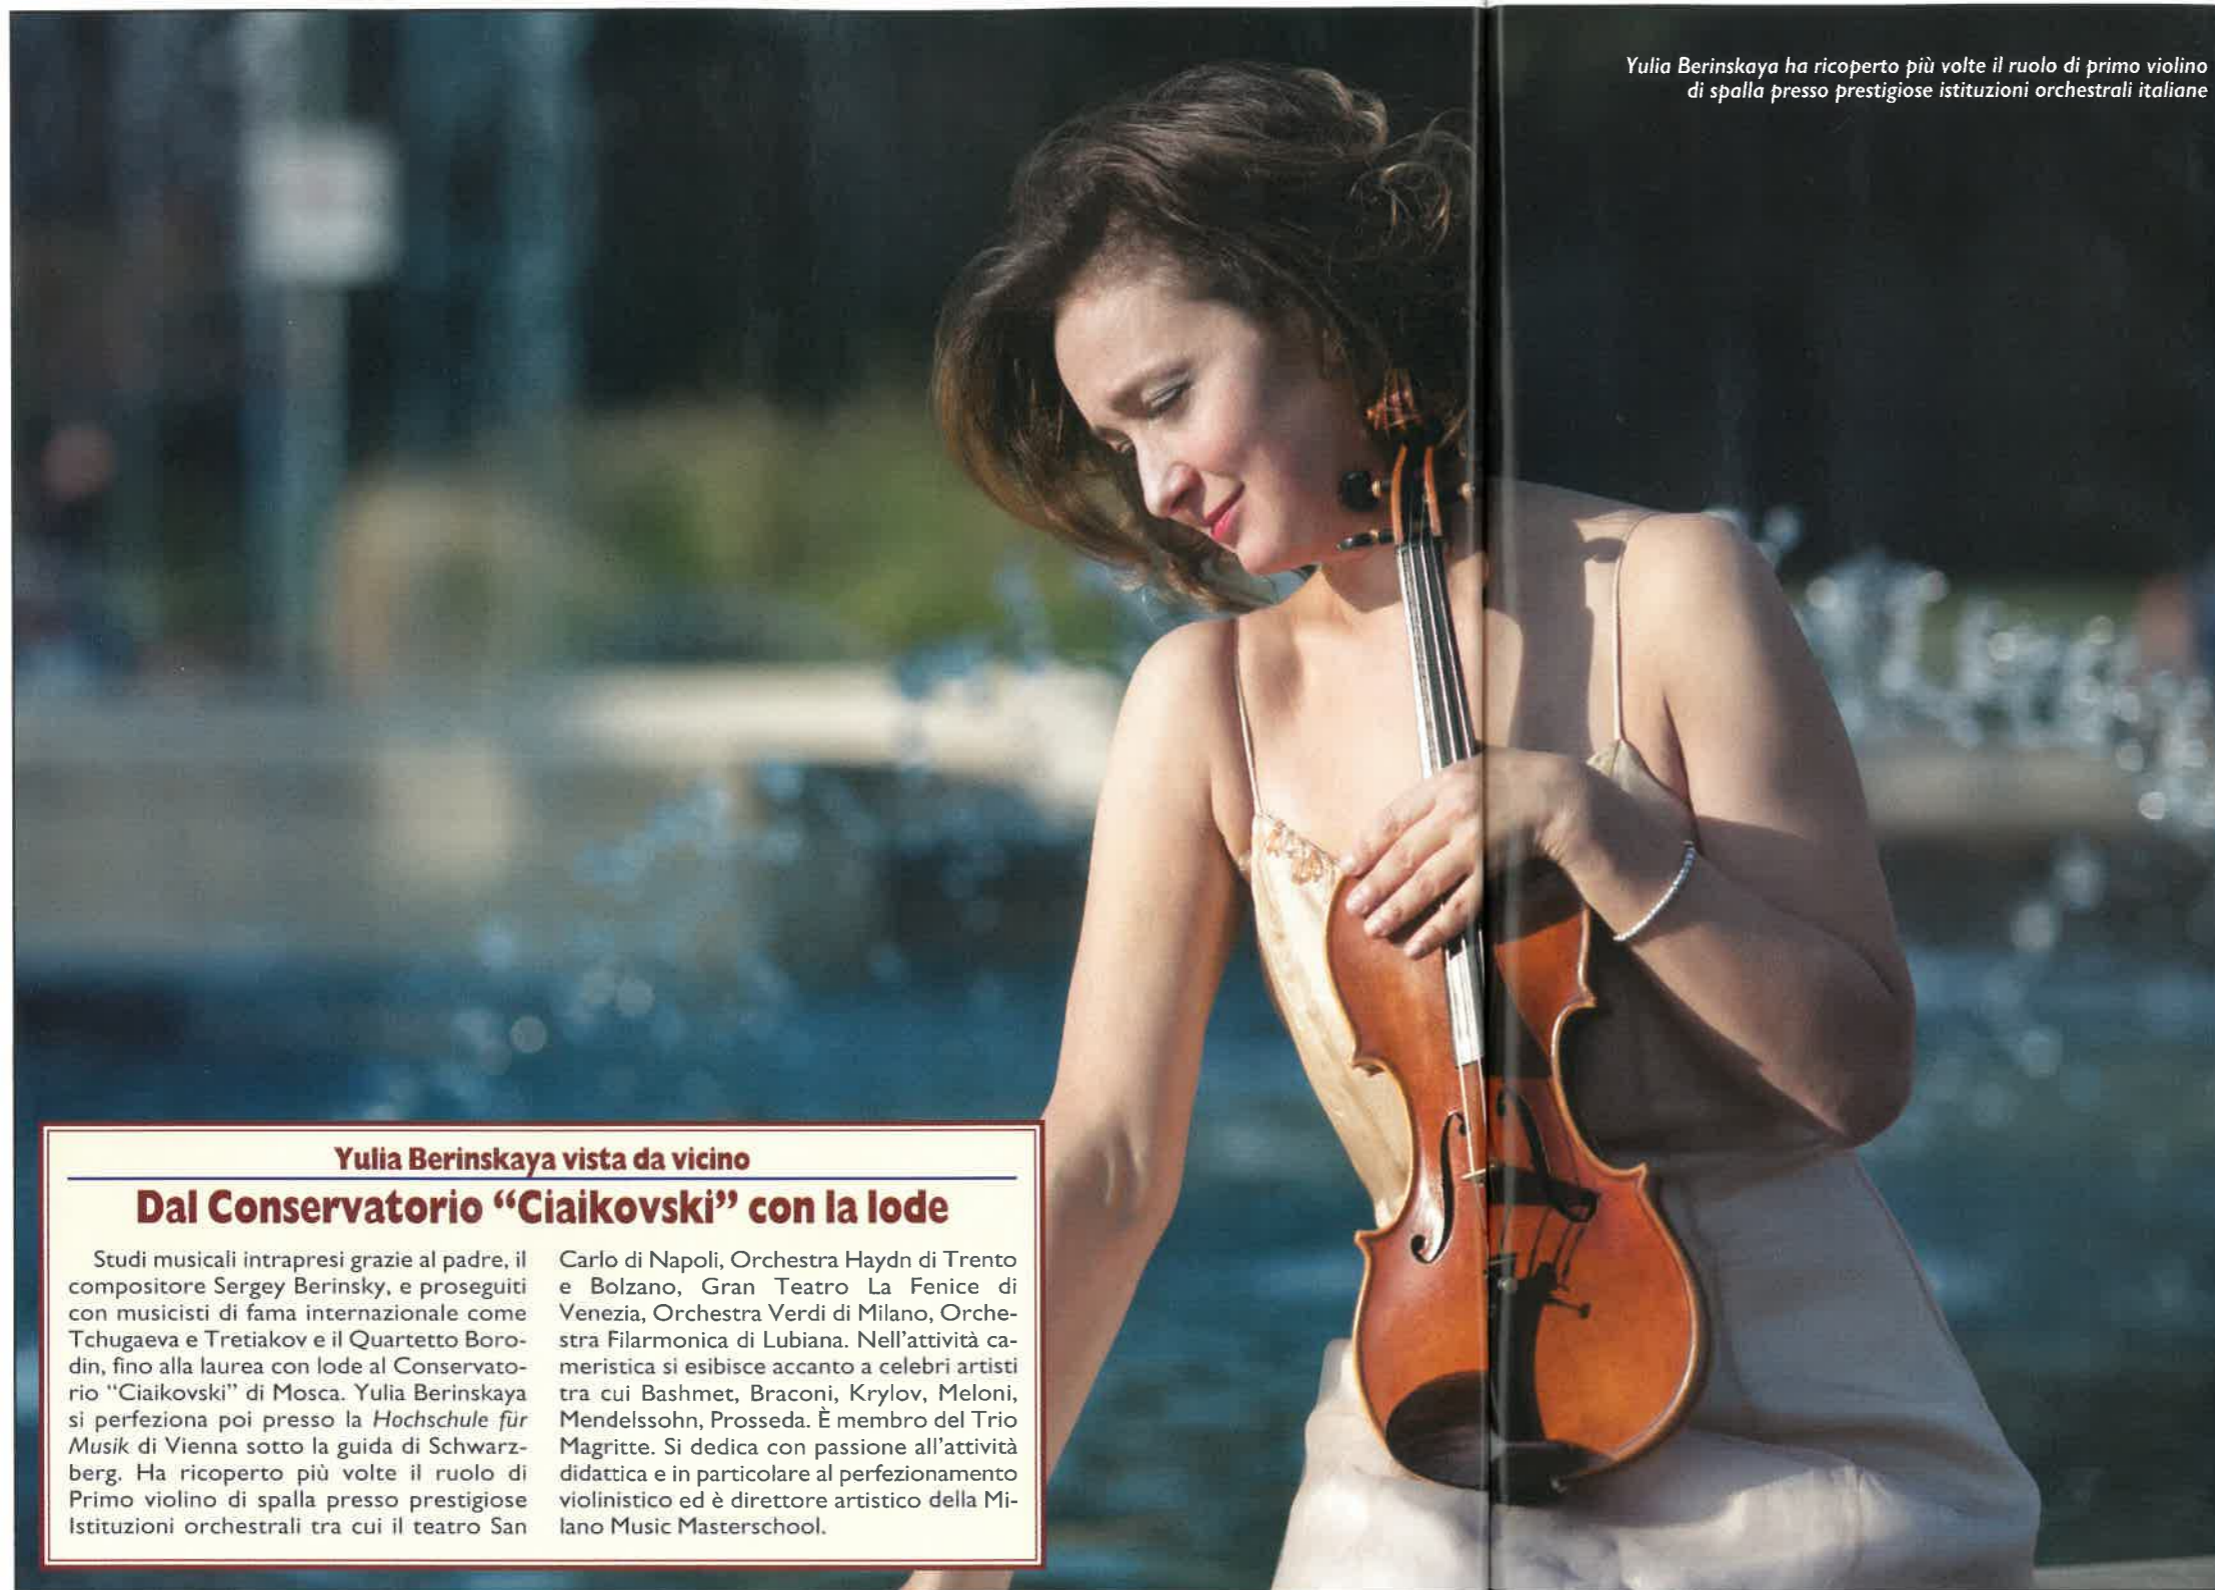 Yulia Berinskaya ha ricoperto più volte il ruolo di primo violino
di spalla presso prestigiose istituzioni orchestrali italiane
Yulia Berinskaya vista da vicino
Dal Conservatorio “Ciaikovski” con la lode
Studi musicali intrapresi grazie al padre, il
compositore Sergey Berinsky, e proseguiti
con musicisti di fama internazionale come
Tchugaeva e Tretiakov e il Quartetto Boro-
din, fino alla laurea con lode al Conservato-
rio “Ciaikovski” di Mosca. Yulia Berinskaya
si perfeziona poi presso la Hochschule für
Musik di Vienna sotto la guida di Schwarz-
berg. Ha ricoperto più volte il ruolo di
Primo violino di spalla presso prestigiose
Istituzioni orchestrali tra cui il teatro San
Carlo di Napoli, Orchestra Haydn di Trento
e Bolzano, Gran Teatro La Fenice di
Venezia, Orchestra Verdi di Milano, Orche-
stra Filarmonica di Lubiana. Nell’attività ca-
meristica si esibisce accanto a celebri artisti
tra cui Bashmet, Braconi, Krylov, Meloni,
Mendelssohn, Prosseda. È membro del Trio
Magritte. Si dedica con passione all’attività
didattica e in particolare al perfezionamento
violinistico ed è direttore artistico della Mi-
lano Music Masterschool.